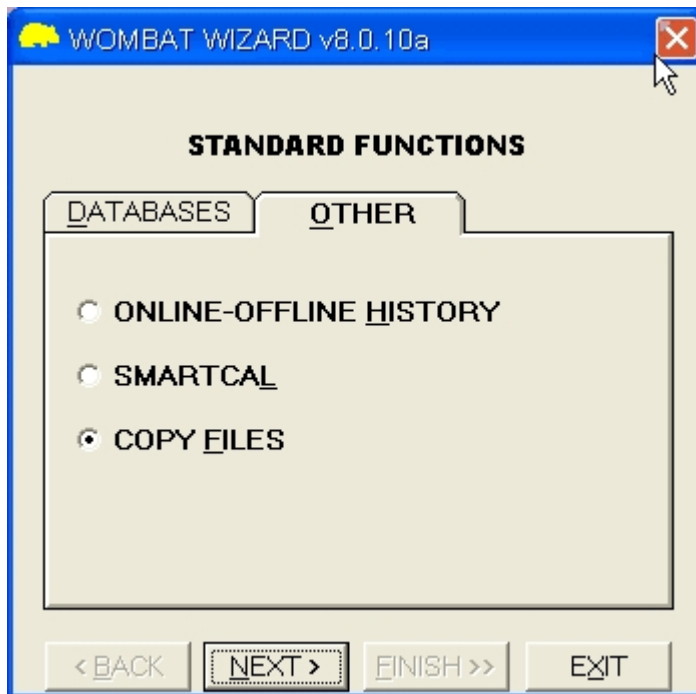 WOMBAT WIZARD v8.0.10a
STANDARD FUNCTIONS
DATABASES OTHER
ONLINE-OFFLINE HISTORY
SMARTCAL
COPY FILES
< BACK NEXT > FINISH >> EXIT